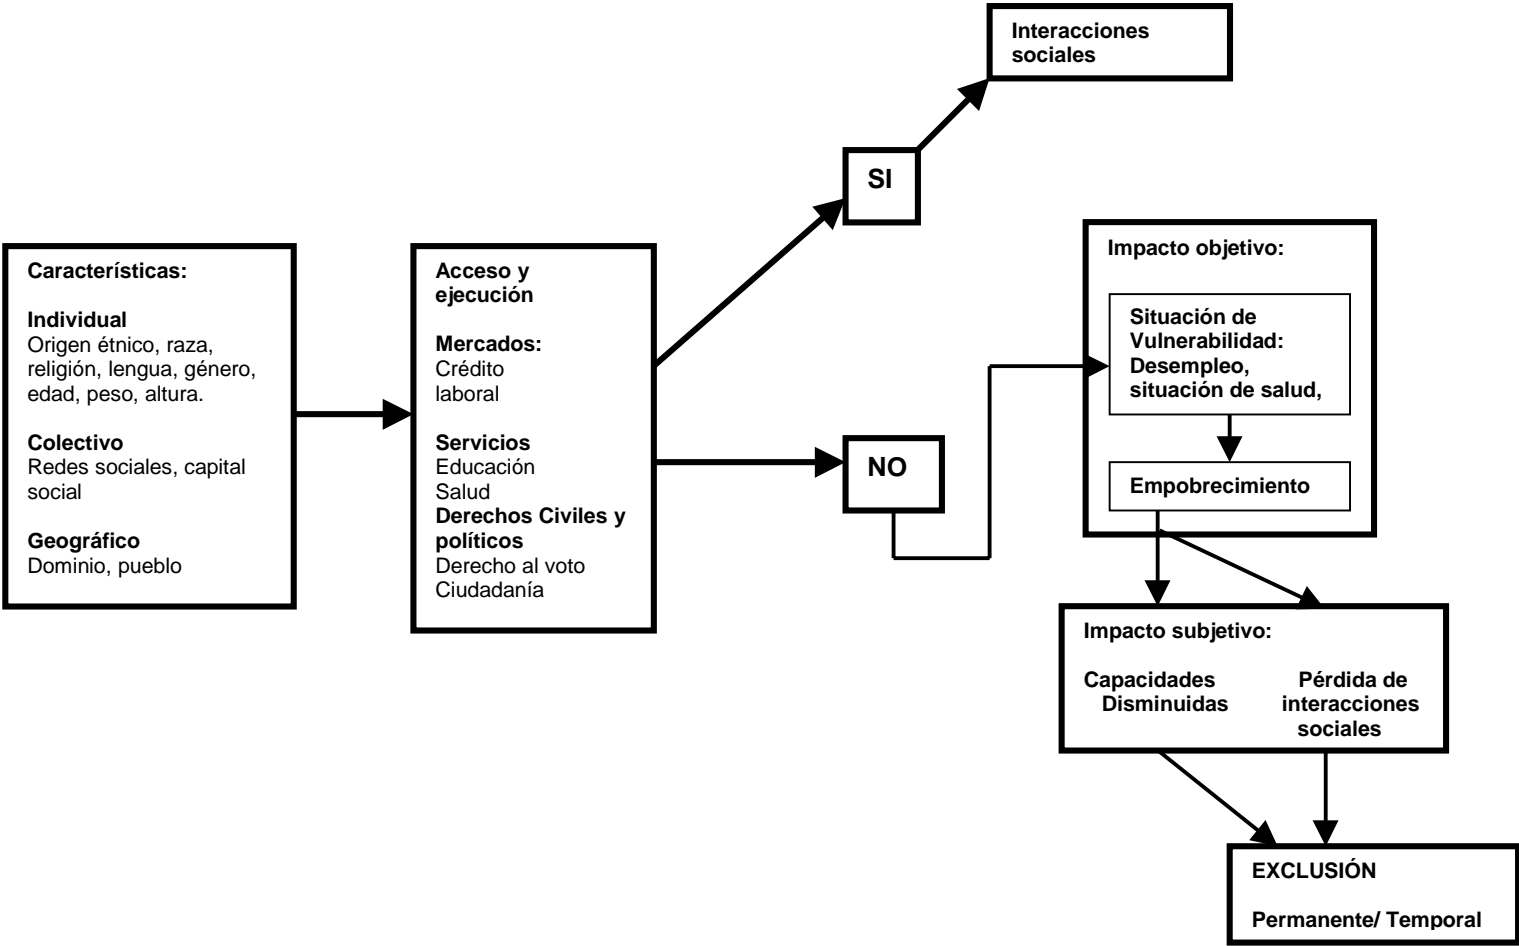 Interacciones
sociales
SI
Características:
Individual
Origen étnico, raza,
religión, lengua, género,
edad, peso, altura.
Colectivo
Redes sociales, capital
social
Geográfico
Dominio, pueblo
Acceso y
ejecución
Mercados:
Crédito
laboral
Servicios
Educación
Salud
Derechos Civiles y
políticos
Derecho al voto
Ciudadanía
NO
Impacto objetivo:
Situación de
Vulnerabilidad:
Desempleo,
situación de salud,
Empobrecimiento
Impacto subjetivo:
Capacidades
Disminuidas
Pérdida de
interacciones
sociales
EXCLUSIÓN
Permanente/ Temporal